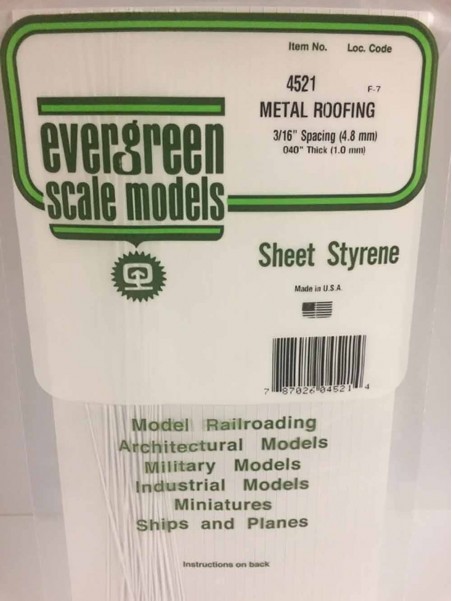 Item No. Loc. Code
4521 F-7
METAL ROOFING
3/16" Spacing (4.8 mm)
.040" Thick (1.0 mm)
evergreen
scale models
Sheet Styrene
Made in U.S.A.
7 87026 04521 4
Model Railroading
Architectural Models
Military Models
Industrial Models
Miniatures
Ships and Planes
Instructions on back